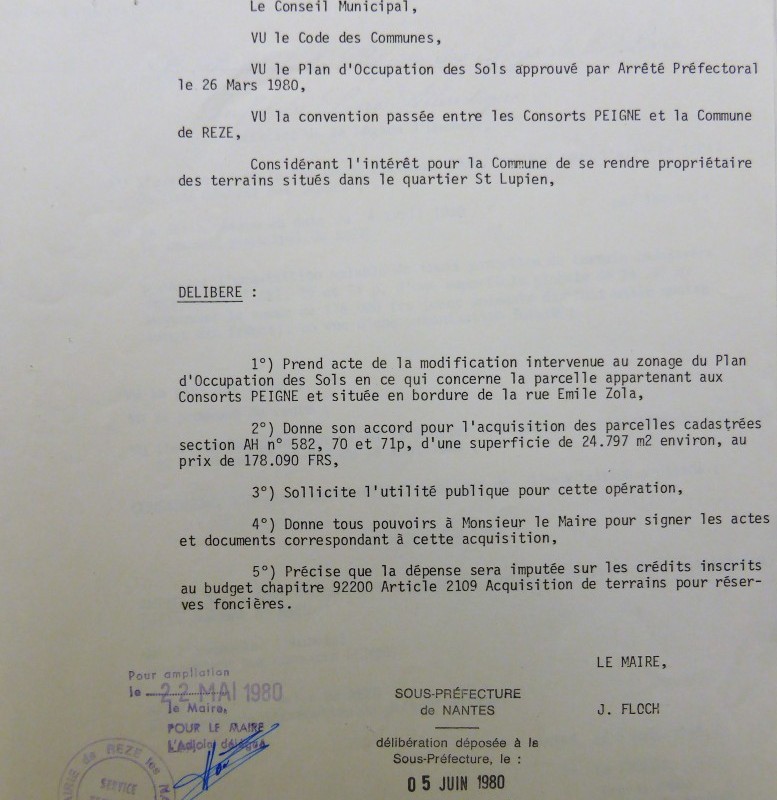 Le Conseil Municipal,
VU le Code des Communes,
VU le Plan d'Occupation des Sols approuvé par Arrêté Préfectoral
le 26 Mars 1980,
VU la convention passée entre les Consorts PEIGNE et la Commune
de REZE,
Considérant l'intérêt pour la Commune de se rendre propriétaire
des terrains situés dans le quartier St Lupien,
DELIBERE :
1°) Prend acte de la modification intervenue au zonage du Plan
d'Occupation des Sols en ce qui concerne la parcelle appartenant aux
Consorts PEIGNE et située en bordure de la rue Emile Zola,
2°) Donne son accord pour l'acquisition des parcelles cadastrées
section AH n° 582, 70 et 71p, d'une superficie de 24.797 m2 environ, au
prix de 178.090 FRS,
3°) Sollicite l'utilité publique pour cette opération,
4°) Donne tous pouvoirs à Monsieur le Maire pour signer les actes
et documents correspondant à cette acquisition,
5°) Précise que la dépense sera imputée sur les crédits inscrits
au budget chapitre 92200 Article 2109 Acquisition de terrains pour réser-
ves foncières.
LE MAIRE,
J. FLOCH
Pour ampliation
le 22 MAI 1980
le Maire,
POUR LE MAIRE
L'Adjoint délégué
MAIRIE de REZE les
SERVICE
SOUS-PRÉFECTURE
de NANTES
délibération déposée à la
Sous-Préfecture, le :
05 JUIN 1980